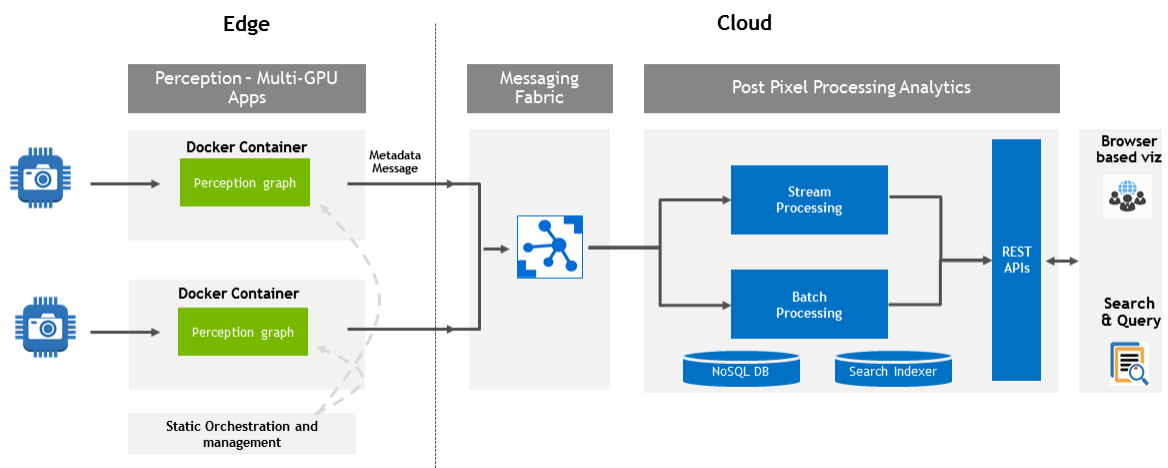 Edge
Cloud
Perception – Multi-GPU
Apps
Messaging
Fabric
Post Pixel Processing Analytics
Docker Container
Perception graph
Metadata
Message
Docker Container
Perception graph
Static Orchestration and
management
Stream
Processing
Batch
Processing
NoSQL DB
Search Indexer
REST
APIs
Browser
based viz
Search
& Query